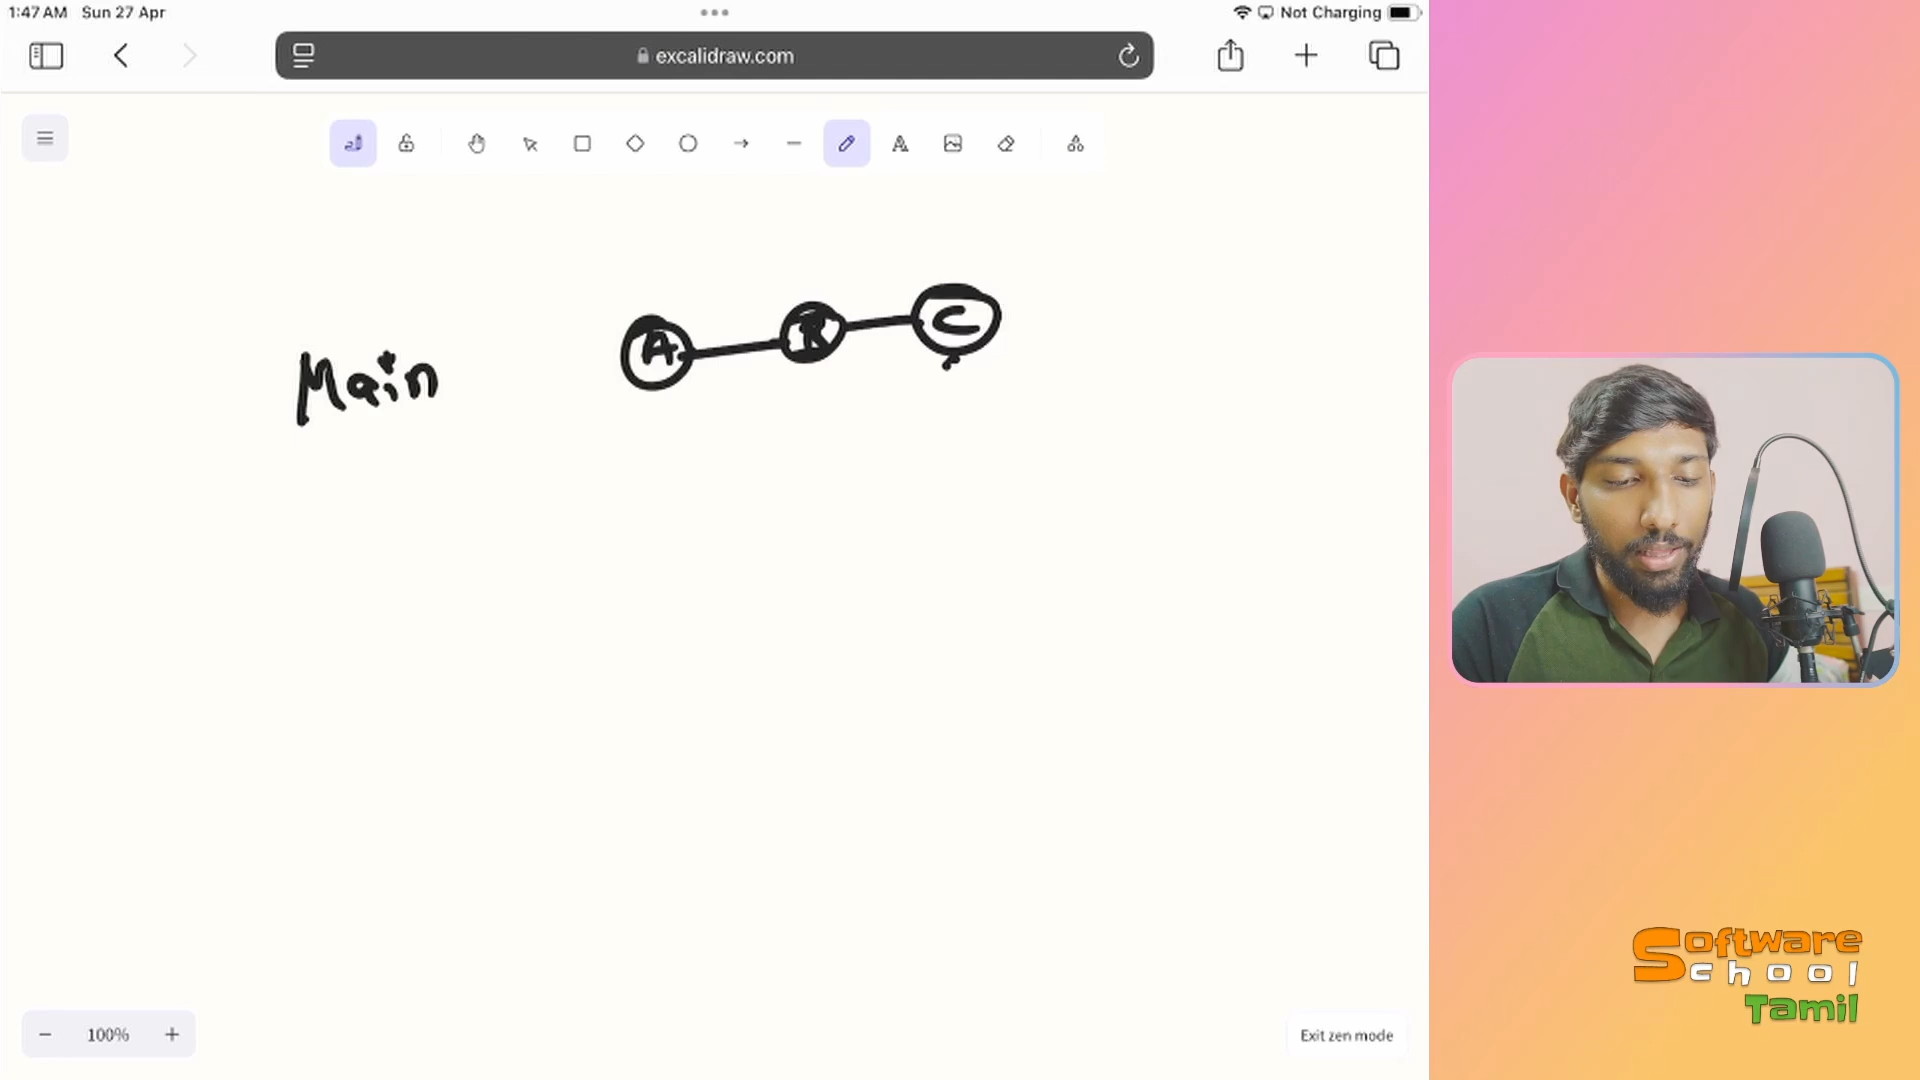 1:47 AM Sun 27 Apr
Not Charging
excalidraw.com
A
C
Main
Software
School
Tamil
100%
Exit zen mode